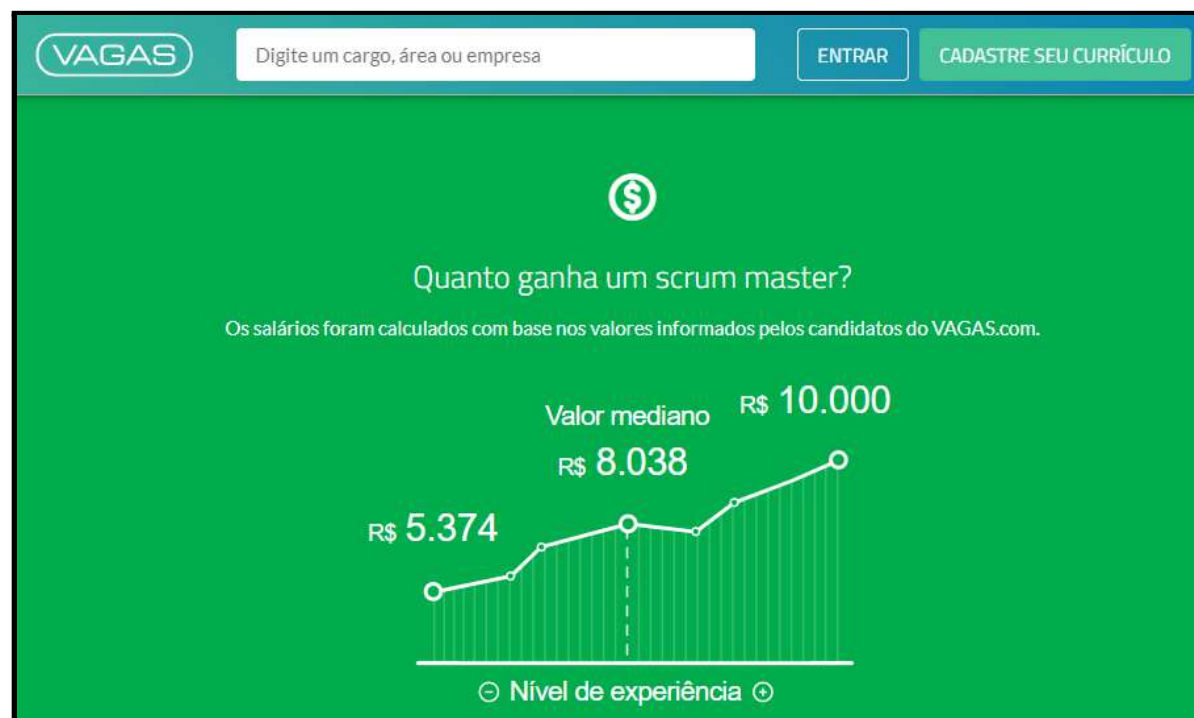 VAGAS
Digite um cargo, área ou empresa
ENTRAR
CADASTRE SEU CURRÍCULO
Quanto ganha um scrum master?
Os salários foram calculados com base nos valores informados pelos candidatos do VAGAS.com.
R$ 5.374
Valor mediano
R$ 8.038
R$ 10.000
Nível de experiência